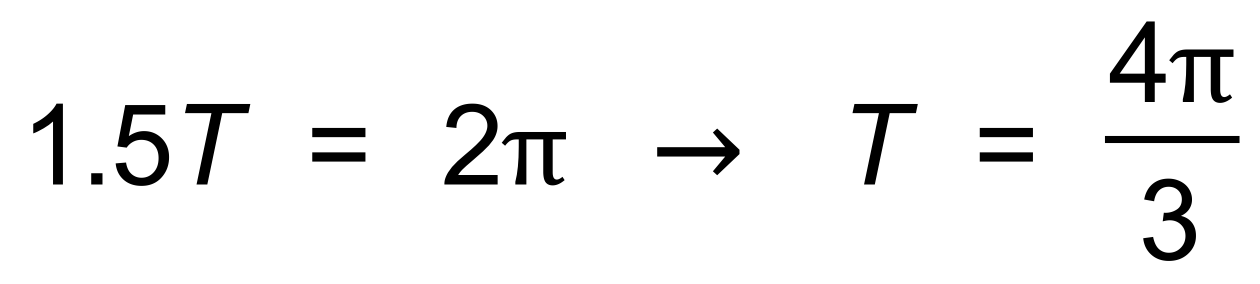 1.5T = 2π → T = 4π/3